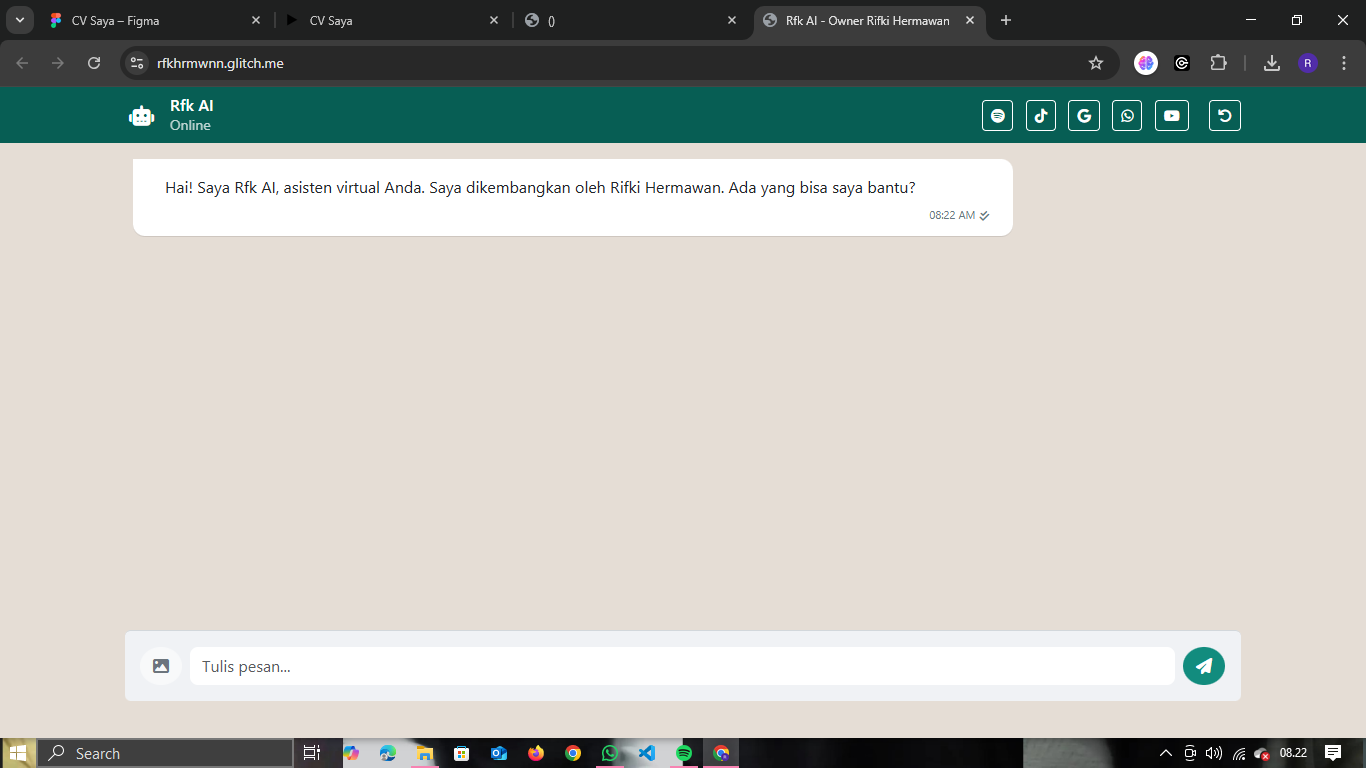 CV Saya – Figma
CV Saya
()
Rfk AI - Owner Rifki Hermawan
rfkhrmwnn.glitch.me
R
Rfk AI
Online
Hai! Saya Rfk AI, asisten virtual Anda. Saya dikembangkan oleh Rifki Hermawan. Ada yang bisa saya bantu?
08:22 AM
Tulis pesan...
Search
08.22